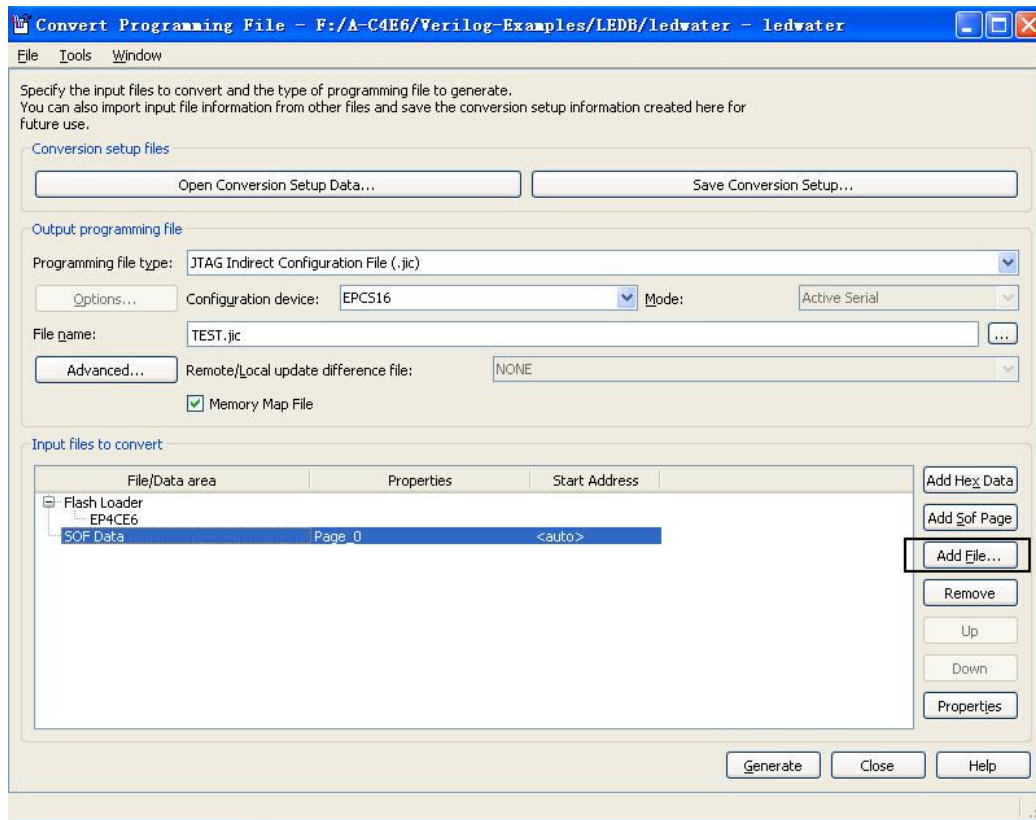 Convert Programming File - F:/A-C4E6/Verilog-Examples/LEDB/ledwater - ledwater
File Tools Window
Specify the input files to convert and the type of programming file to generate.
You can also import input file information from other files and save the conversion setup information created here for
future use.
Conversion setup files
Open Conversion Setup Data... Save Conversion Setup...
Output programming file
Programming file type: JTAG Indirect Configuration File (.jic)
Options... Configuration device: EPCS16 Mode: Active Serial
File name: TEST.jic ...
Advanced... Remote/Local update difference file: NONE
Memory Map File
Input files to convert
File/Data area Properties Start Address
Add Hex Data
Flash Loader
EP4CE6
Add Sof Page
SOF Data Page_0 <auto>
Add File...
Remove
Up
Down
Properties
Generate Close Help